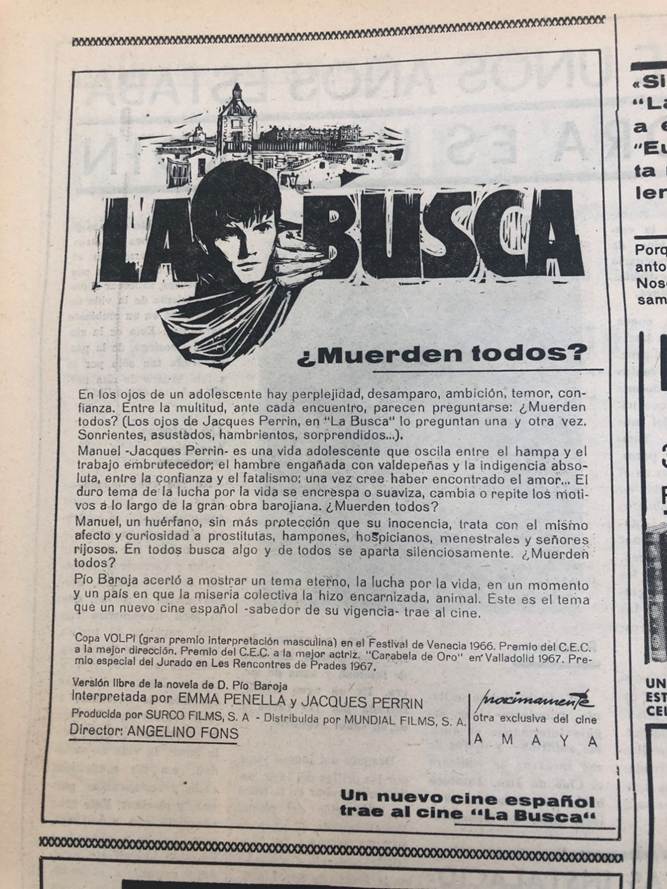 LA BUSCA
¿Muerden todos?
En los ojos de un adolescente hay perplejidad, desamparo, ambición, temor, con-
fianza. Entre la multitud, ante cada encuentro, parecen preguntarse: ¿Muerden
todos? (Los ojos de Jacques Perrin, en "La Busca" lo preguntan una y otra vez.
Sonrientes, asustados, hambrientos, sorprendidos...).
Manuel -Jacques Perrin- es una vida adolescente que oscila entre el hampa y el
trabajo embrutecedor; el hambre engañada con valdepeñas y la indigencia abso-
luta, entre la confianza y el fatalismo; una vez cree haber encontrado el amor... El
duro tema de la lucha por la vida se encrespa o suaviza, cambia o repite los moti-
vos a lo largo de la gran obra barojiana. ¿Muerden todos?
Manuel, un huérfano, sin más protección que su inocencia, trata con el mismo
afecto y curiosidad a prostitutas, hampones, hospicianos, menestrales y señores
rijosos. En todos busca algo y de todos se aparta silenciosamente. ¿Muerden
todos?
Pío Baroja acertó a mostrar un tema eterno, la lucha por la vida, en un momento
y un país en que la miseria colectiva la hizo encarnizada, animal. Este es el tema
que un nuevo cine español -sabedor de su vigencia- trae al cine.
Copa VOLPI (gran premio interpretación masculina) en el Festival de Venecia 1966. Premio del C.E.C.
a la mejor dirección. Premio del C.E.C. a la mejor actriz. "Carabela de Oro" en Valladolid 1967. Pre-
mio especial del Jurado en Les Rencontres de Prades 1967.
Versión libre de la novela de D. Pío Baroja
Interpretada por EMMA PENELLA y JACQUES PERRIN
Producida por SURCO FILMS, S. A - Distribuida por MUNDIAL FILMS, S. A.
Director: ANGELINO FONS
proximamente
otra exclusiva del cine
AMAYA
Un nuevo cine español
trae al cine "La Busca"
«Si
"La
a e
"Eu
ta
ler
Porq
anto
Nos
sam
UN
EST
CEL